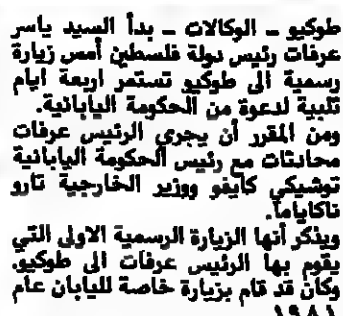 طوكيو ــ الوكالات ــ بدأ السيد ياسر
عرفات رئيس دولة فلسطين أمس زيارة
رسمية الى طوكيو تستمر اربعة ايام
تلبية لدعوة من الحكومة اليابانية.
ومن المقرر أن يجري الرئيس عرفات
محادثات مع رئيس الحكومة اليابانية
توشيكي كايفو ووزير الخارجية تارو
ناكاياما.
ويذكر أنها الزيارة الرسمية الاولى التي
يقوم بها الرئيس عرفات الى طوكيو.
وكان قد قام بزيارة خاصة لليابان عام
١٩٨١